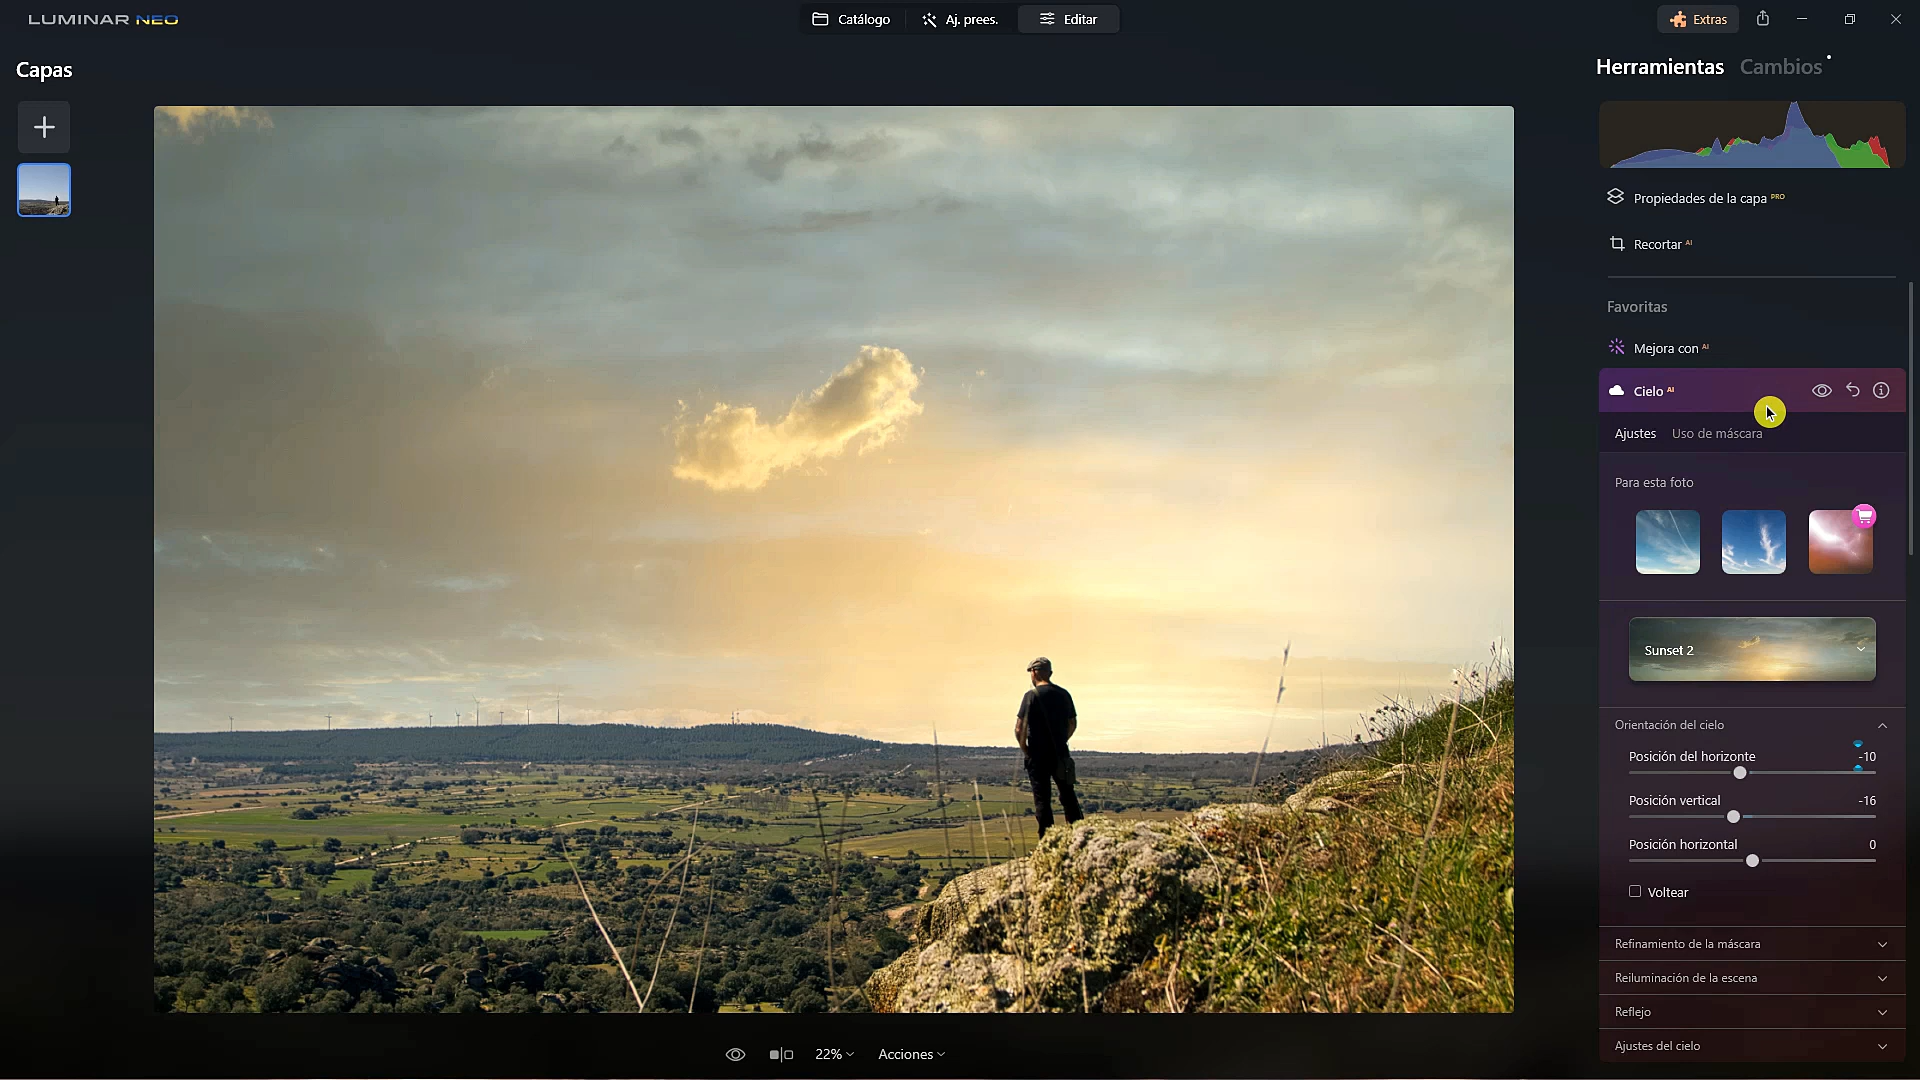 LUMINAR NEO
Catálogo
Aj. prees.
Editar
Extras
Capas
Herramientas
Cambios
Propiedades de la capa PRO
Recortar AI
Favoritas
Mejora con AI
Cielo AI
Ajustes
Uso de máscara
Para esta foto
Sunset 2
Orientación del cielo
Posición del horizonte
-10
Posición vertical
-16
Posición horizontal
0
Voltear
Refinamiento de la máscara
Reiluminación de la escena
Reflejo
Ajustes del cielo
22%
Acciones